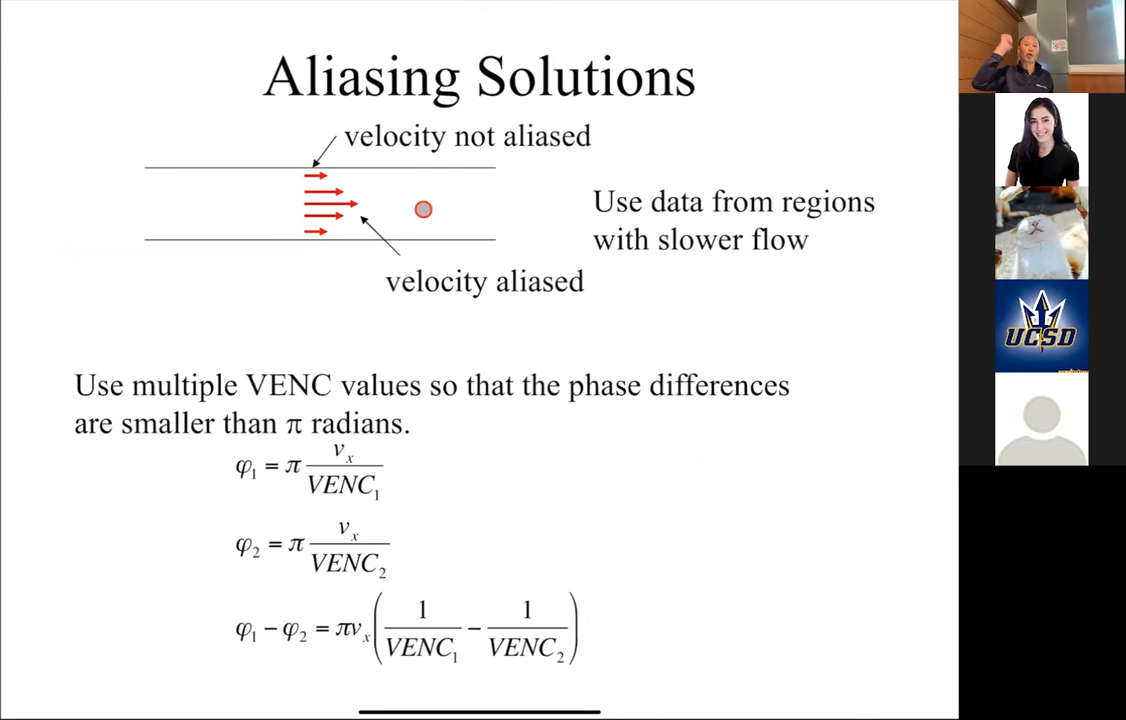 Aliasing Solutions
velocity not aliased
Use data from regions
with slower flow
velocity aliased
Use multiple VENC values so that the phase differences
are smaller than π radians.
φ₁ = π vₓ / VENC₁
φ₂ = π vₓ / VENC₂
φ₁ − φ₂ = πvₓ (1 / VENC₁ − 1 / VENC₂)
UCSD